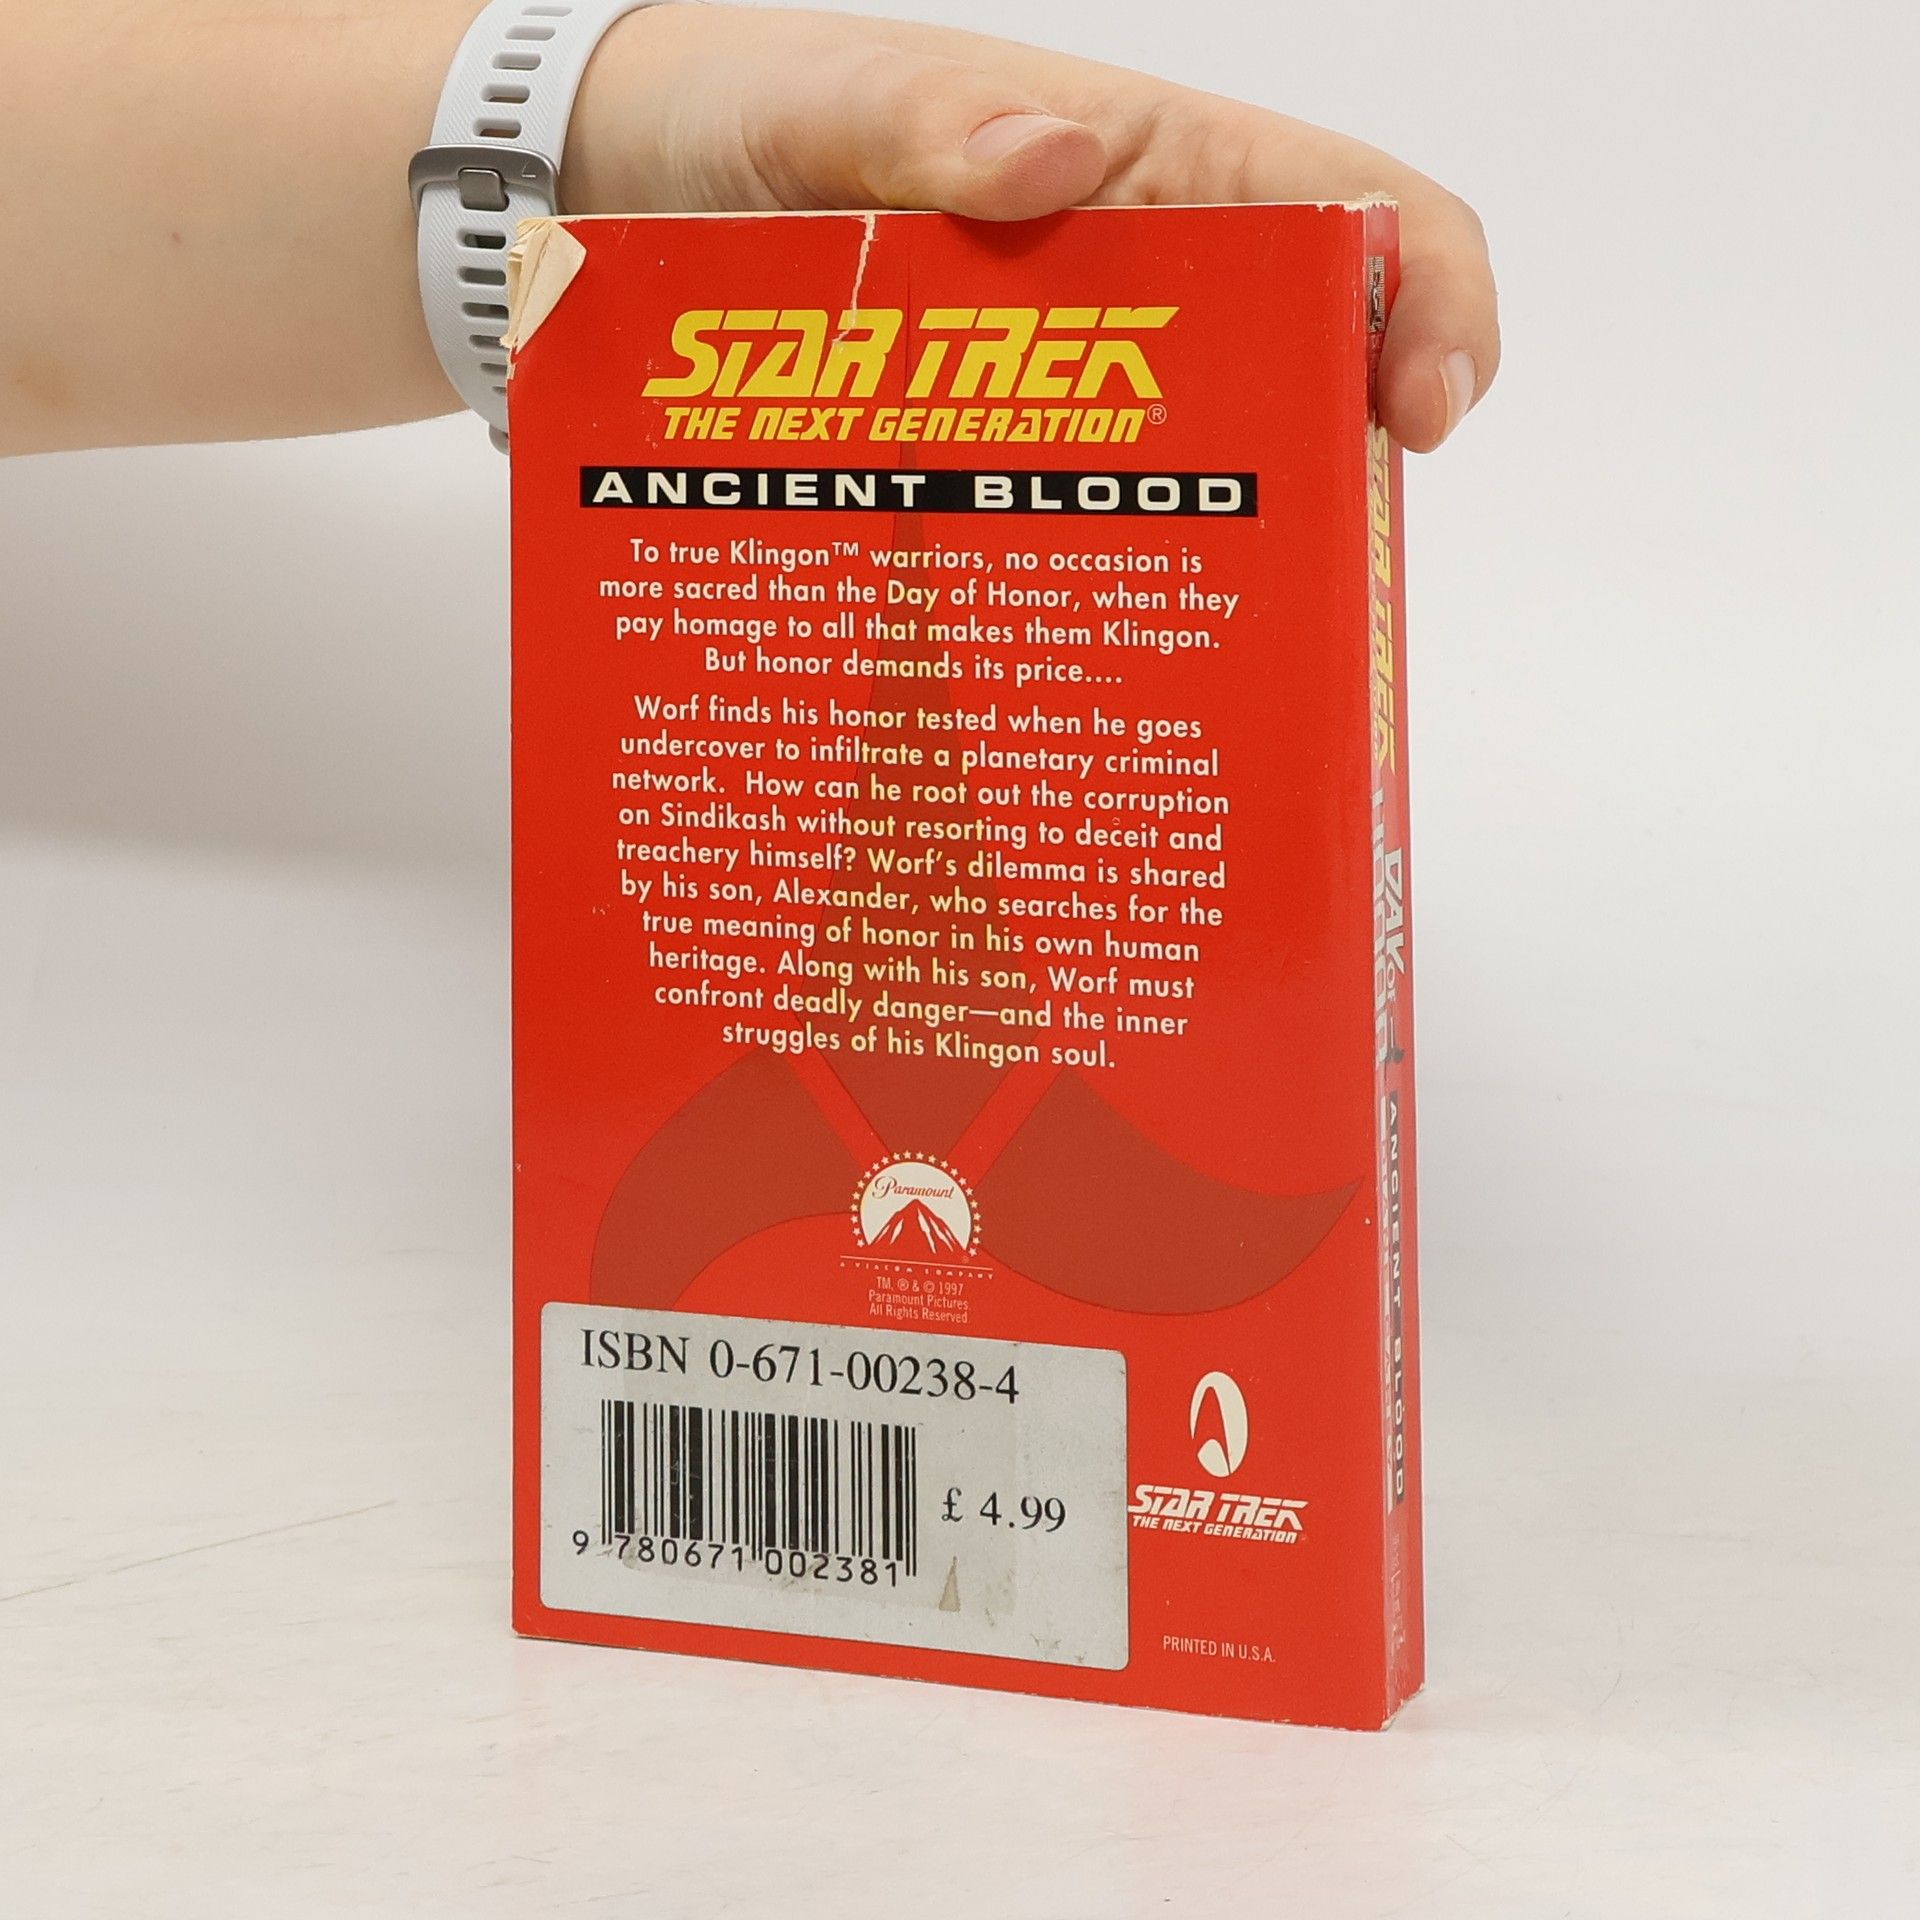 STAR TREK
THE NEXT GENERATION®
ANCIENT BLOOD
To true Klingon™ warriors, no occasion is
more sacred than the Day of Honor, when they
pay homage to all that makes them Klingon.
But honor demands its price....
Worf finds his honor tested when he goes
undercover to infiltrate a planetary criminal
network. How can he root out the corruption
on Sindikash without resorting to deceit and
treachery himself? Worf's dilemma is shared
by his son, Alexander, who searches for the
true meaning of honor in his own human
heritage. Along with his son, Worf must
confront deadly danger—and the inner
struggles of his Klingon soul.
Paramount
A VIACOM COMPANY
TM, ® & © 1997
Paramount Pictures.
All Rights Reserved.
ISBN 0-671-00238-4
£ 4.99
9 780671 002381
STAR TREK
THE NEXT GENERATION
PRINTED IN U.S.A.
STAR TREK
DAY OF HONOR
ANCIENT BLOOD